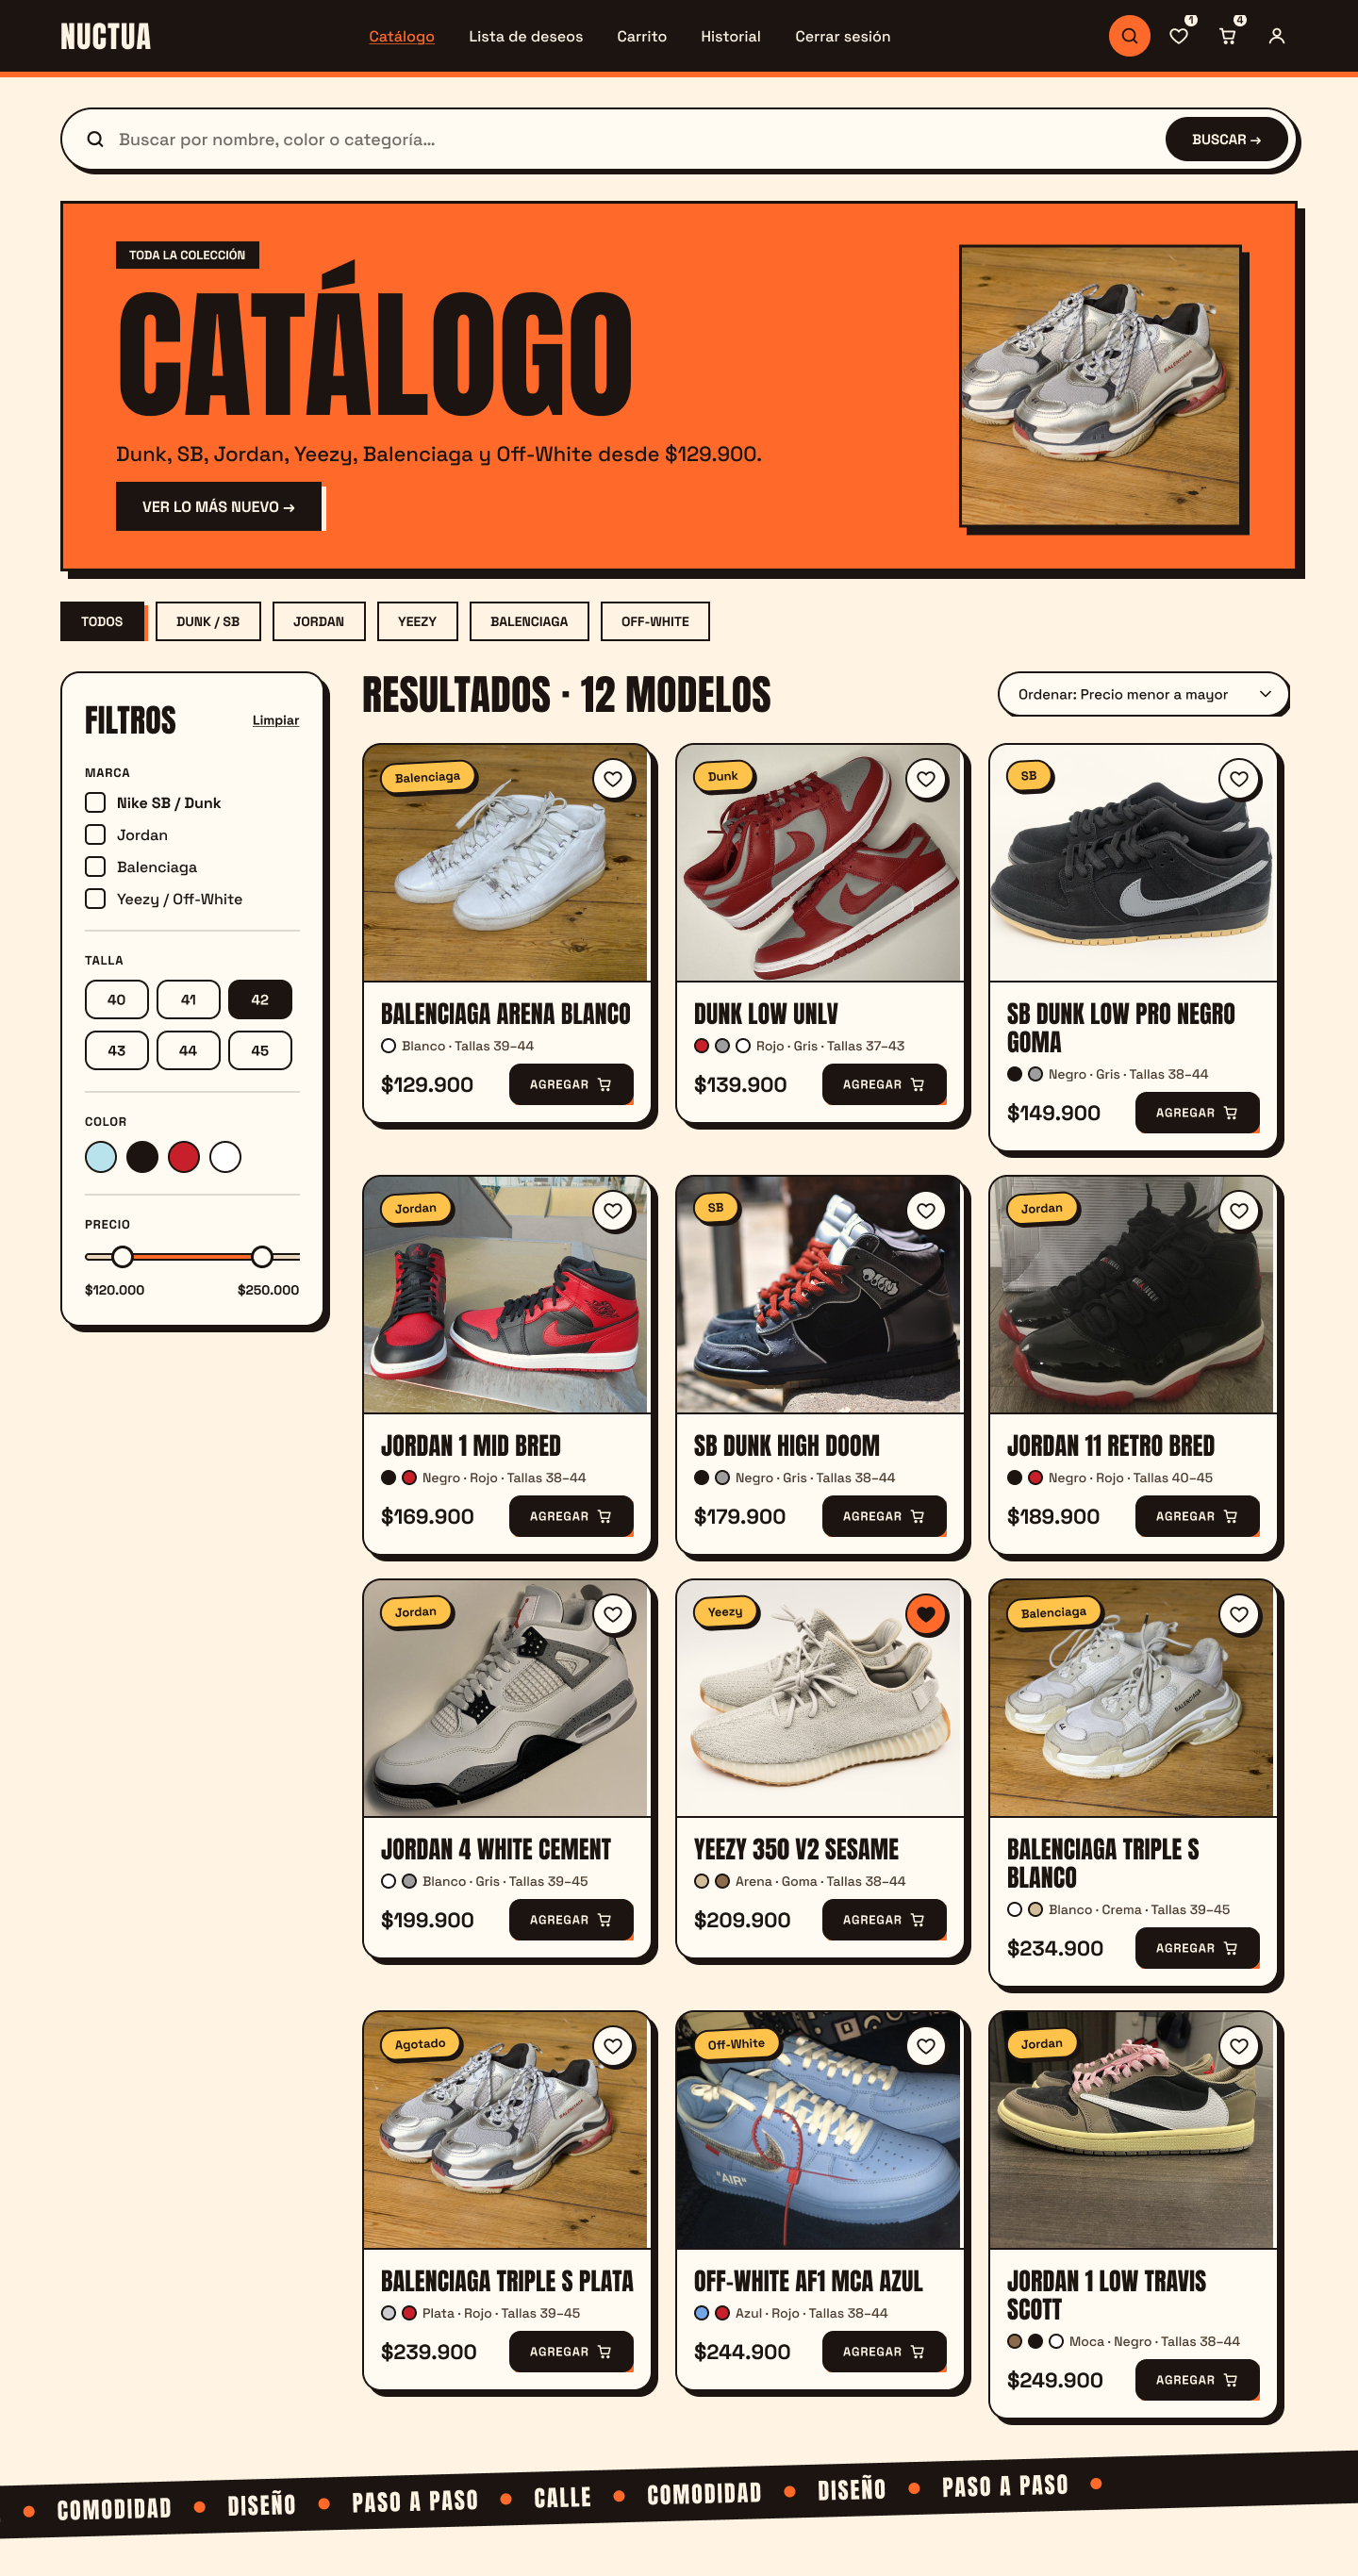 NUCTUA
Catálogo
Lista de deseos
Carrito
Historial
Cerrar sesión
1
4
Buscar por nombre, color o categoría...
BUSCAR →
TODA LA COLECCIÓN
CATÁLOGO
Dunk, SB, Jordan, Yeezy, Balenciaga y Off-White desde $129.900.
VER LO MÁS NUEVO →
BALENCIAGA
TODOS
DUNK / SB
JORDAN
YEEZY
BALENCIAGA
OFF-WHITE
FILTROS
Limpiar
MARCA
Nike SB / Dunk
Jordan
Balenciaga
Yeezy / Off-White
TALLA
40
41
42
43
44
45
COLOR
PRECIO
$120.000
$250.000
RESULTADOS · 12 MODELOS
Ordenar: Precio menor a mayor
Balenciaga
BALENCIAGA ARENA BLANCO
Blanco · Tallas 39–44
$129.900
AGREGAR
Dunk
DUNK LOW UNLV
Rojo · Gris · Tallas 37–43
$139.900
AGREGAR
SB
SB DUNK LOW PRO NEGRO
GOMA
Negro · Gris · Tallas 38–44
$149.900
AGREGAR
Jordan
JORDAN 1 MID BRED
Negro · Rojo · Tallas 38–44
$169.900
AGREGAR
SB
SB DUNK HIGH DOOM
Negro · Gris · Tallas 38–44
$179.900
AGREGAR
Jordan
JORDAN 11 RETRO BRED
Negro · Rojo · Tallas 40–45
$189.900
AGREGAR
Jordan
JORDAN 4 WHITE CEMENT
Blanco · Gris · Tallas 39–45
$199.900
AGREGAR
Yeezy
YEEZY 350 V2 SESAME
Arena · Goma · Tallas 38–44
$209.900
AGREGAR
Balenciaga
BALENCIAGA
BALENCIAGA TRIPLE S
BLANCO
Blanco · Crema · Tallas 39–45
$234.900
AGREGAR
Agotado
BALENCIAGA
BALENCIAGA TRIPLE S PLATA
Plata · Rojo · Tallas 39–45
$239.900
AGREGAR
Off-White
"AIR"
OFF-WHITE AF1 MCA AZUL
Azul · Rojo · Tallas 38–44
$244.900
AGREGAR
Jordan
JORDAN 1 LOW TRAVIS
SCOTT
Moca · Negro · Tallas 38–44
$249.900
AGREGAR
COMODIDAD
DISEÑO
PASO A PASO
CALLE
COMODIDAD
DISEÑO
PASO A PASO